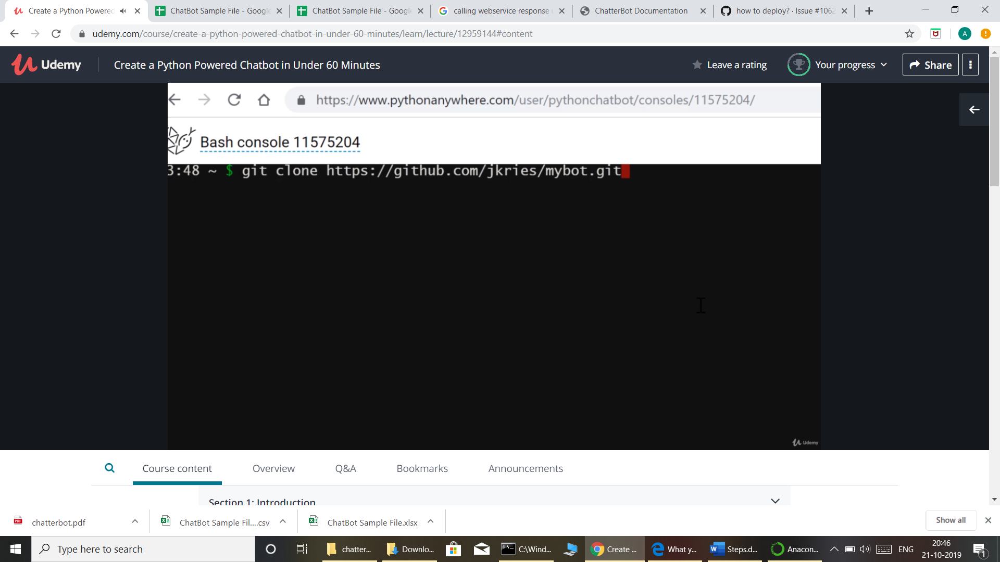 Create a Python Powered
ChatBot Sample File - Google
ChatBot Sample File - Google
calling webservice response
ChatterBot Documentation
how to deploy? · Issue #1062
udemy.com/course/create-a-python-powered-chatbot-in-under-60-minutes/learn/lecture/12959144#content
A
Udemy
Create a Python Powered Chatbot in Under 60 Minutes
Leave a rating
Your progress
Share
https://www.pythonanywhere.com/user/pythonchatbot/consoles/11575204/
Bash console 11575204
3:48 ~ $ git clone https://github.com/jkries/mybot.git
Udemy
Course content
Overview
Q&A
Bookmarks
Announcements
Section 1: Introduction
PDF
chatterbot.pdf
ChatBot Sample Fil....csv
ChatBot Sample File.xlsx
Show all
Type here to search
chatter...
Downlo...
C:\Wind...
Create ...
What y...
Steps.d...
Anacon...
ENG
20:46
21-10-2019
1